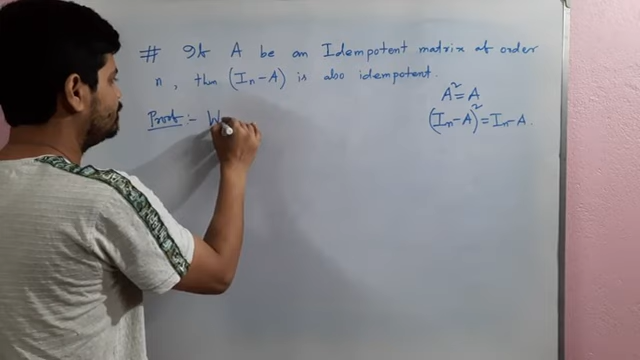 # If A be an Idempotent matrix of order
n, then (Iₙ-A) is also idempotent.
A² = A
(Iₙ-A)² = Iₙ-A.
Proof :- W